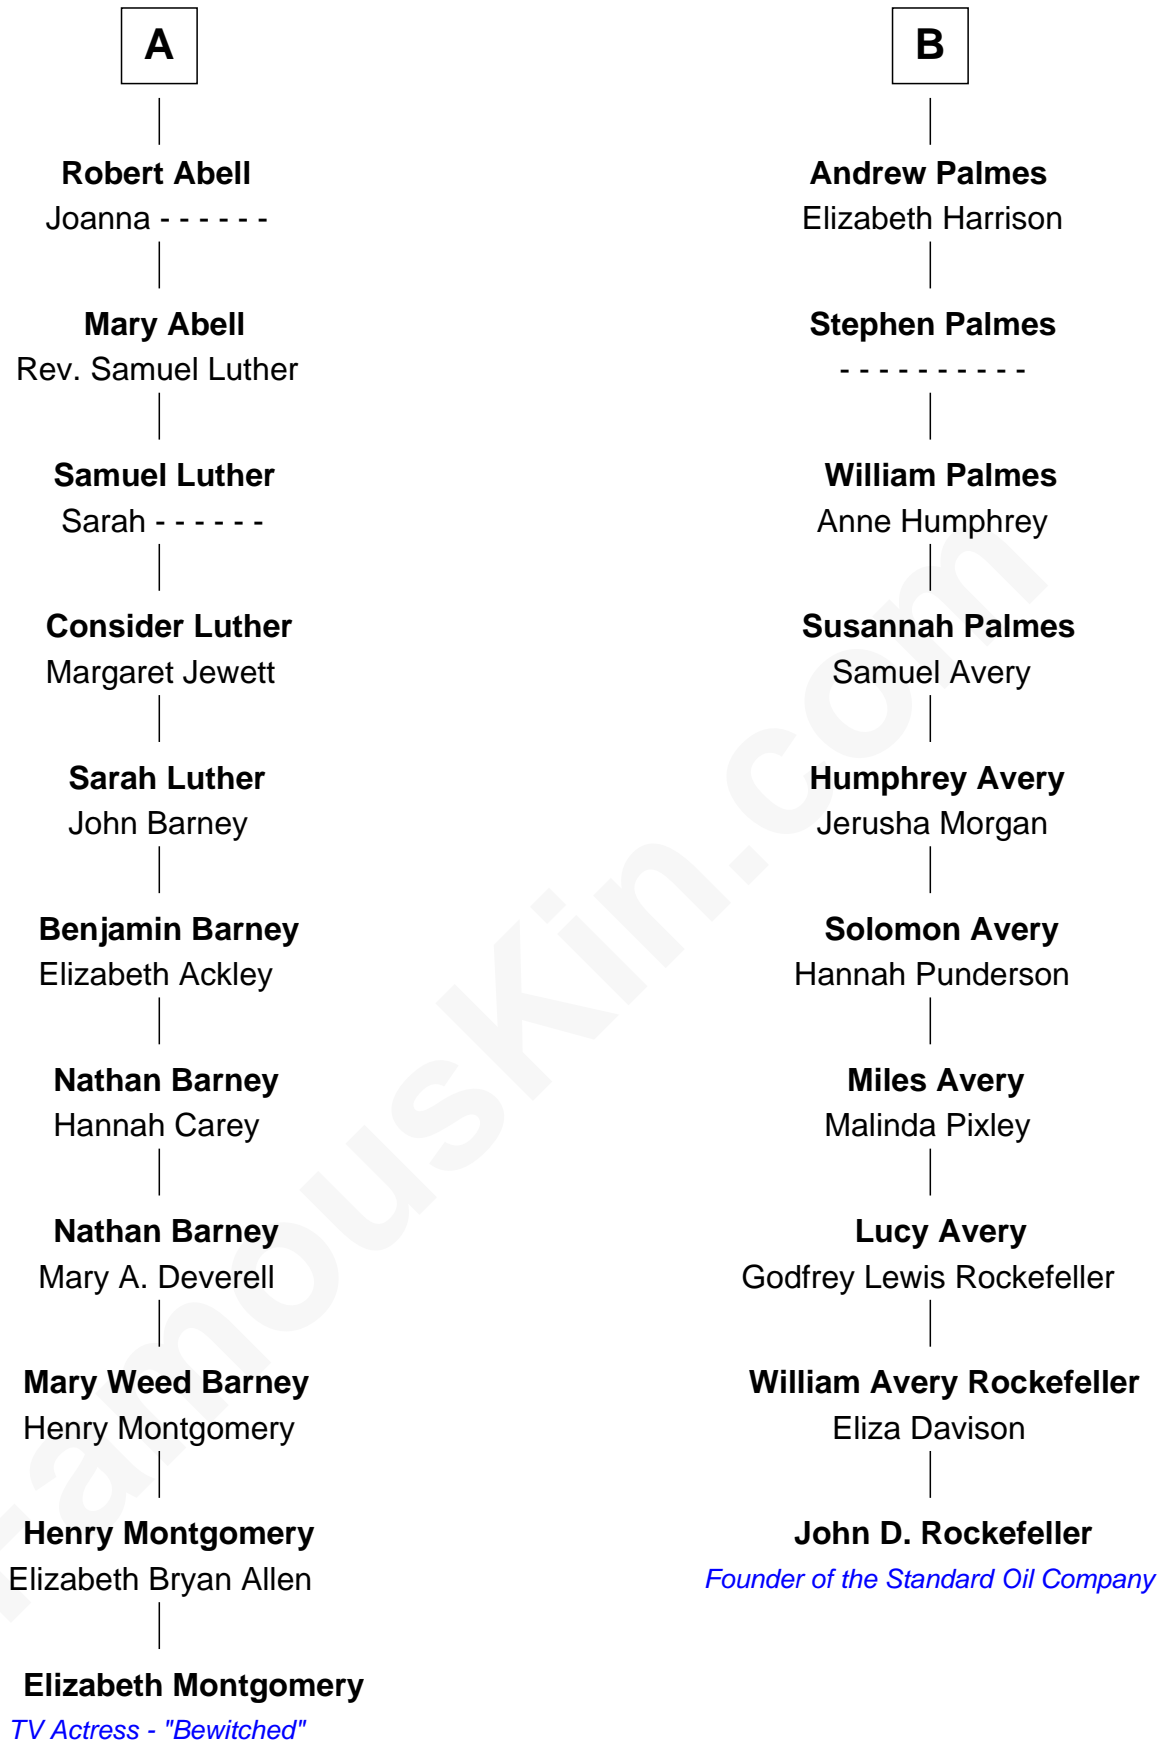 A
Robert Abell
Joanna - - - - - -
Mary Abell
Rev. Samuel Luther
Samuel Luther
Sarah - - - - - -
Consider Luther
Margaret Jewett
Sarah Luther
John Barney
Benjamin Barney
Elizabeth Ackley
Nathan Barney
Hannah Carey
Nathan Barney
Mary A. Deverell
Mary Weed Barney
Henry Montgomery
Henry Montgomery
Elizabeth Bryan Allen
Elizabeth Montgomery
TV Actress - "Bewitched"
B
Andrew Palmes
Elizabeth Harrison
Stephen Palmes
- - - - - - - - - -
William Palmes
Anne Humphrey
Susannah Palmes
Samuel Avery
Humphrey Avery
Jerusha Morgan
Solomon Avery
Hannah Punderson
Miles Avery
Malinda Pixley
Lucy Avery
Godfrey Lewis Rockefeller
William Avery Rockefeller
Eliza Davison
John D. Rockefeller
Founder of the Standard Oil Company
FamousKin.com